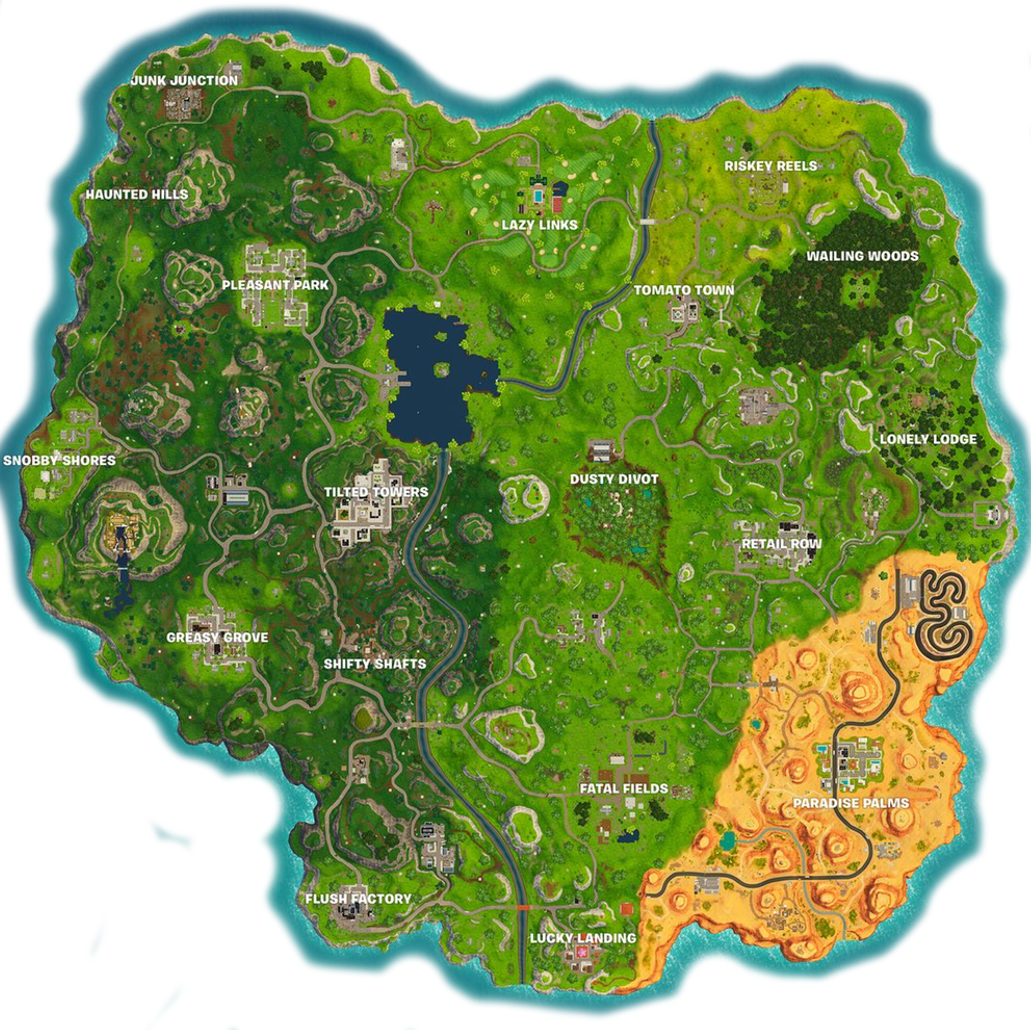 JUNK JUNCTION
HAUNTED HILLS
RISKEY REELS
LAZY LINKS
WAILING WOODS
PLEASANT PARK
TOMATO TOWN
LONELY LODGE
SNOBBY SHORES
DUSTY DIVOT
TILTED TOWERS
RETAIL ROW
GREASY GROVE
SHIFTY SHAFTS
FATAL FIELDS
PARADISE PALMS
FLUSH FACTORY
LUCKY LANDING